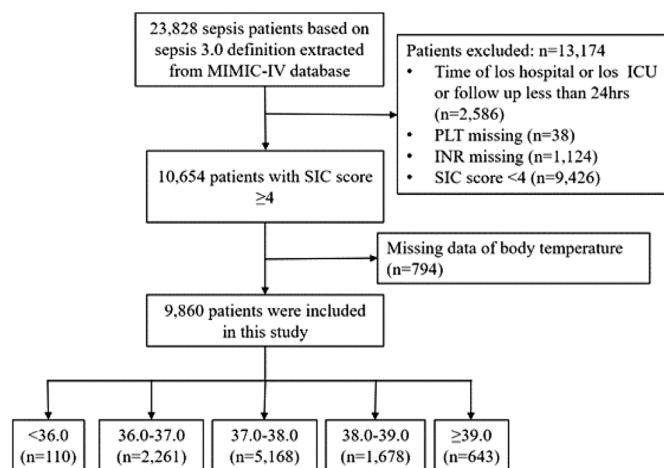 23,828 sepsis patients based on
sepsis 3.0 definition extracted
from MIMIC-IV database
Patients excluded: n=13,174
• Time of los hospital or los ICU
or follow up less than 24hrs
(n=2,586)
• PLT missing (n=38)
• INR missing (n=1,124)
• SIC score <4 (n=9,426)
10,654 patients with SIC score
≥4
Missing data of body temperature
(n=794)
9,860 patients were included
in this study
<36.0
(n=110)
36.0-37.0
(n=2,261)
37.0-38.0
(n=5,168)
38.0-39.0
(n=1,678)
≥39.0
(n=643)